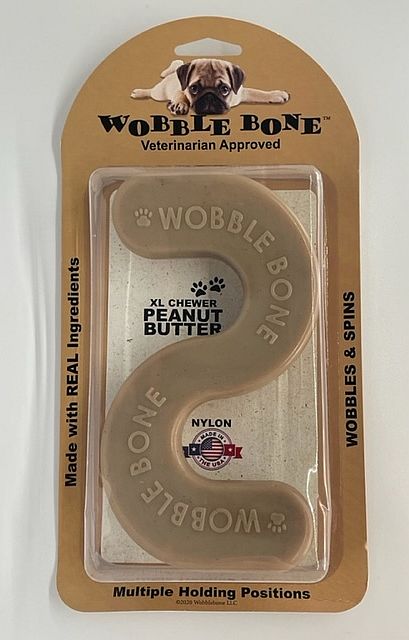 WOBBLE BONE™
Veterinarian Approved
WOBBLE BONE
XL CHEWER
PEANUT
BUTTER
Made with REAL Ingredients
WOBBLES & SPINS
NYLON
MADE IN
THE USA
WOBBLE BONE
Multiple Holding Positions
©2020 Wobblebone LLC